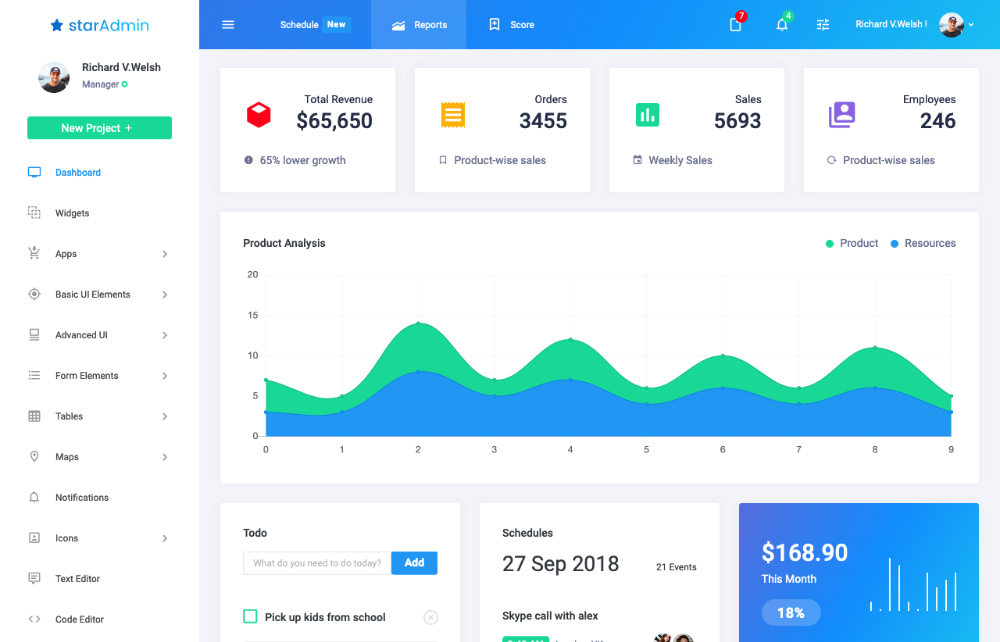 starAdmin
Schedule New
Reports
Score
7
4
Richard V.Welsh !
Richard V.Welsh
Manager
New Project +
Dashboard
Widgets
Apps
Basic UI Elements
Advanced UI
Form Elements
Tables
Maps
Notifications
Icons
Text Editor
Code Editor
Total Revenue
$65,650
65% lower growth
Orders
3455
Product-wise sales
Sales
5693
Weekly Sales
Employees
246
Product-wise sales
Product Analysis
Product Resources
20
15
10
5
0
0 1 2 3 4 5 6 7 8 9
Todo
What do you need to do today? Add
Pick up kids from school
Schedules
27 Sep 2018 21 Events
Skype call with alex
$168.90
This Month
18%